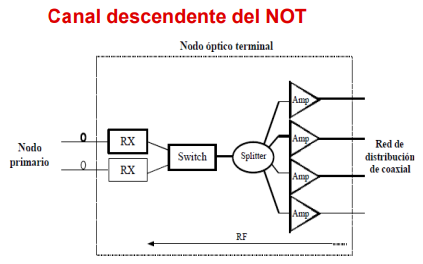 Canal descendente del NOT
Nodo óptico terminal
Nodo
primario
0
0
RX
RX
Switch
Splitter
Amp
Amp
Amp
Amp
Red de
distribución
de coaxial
RF